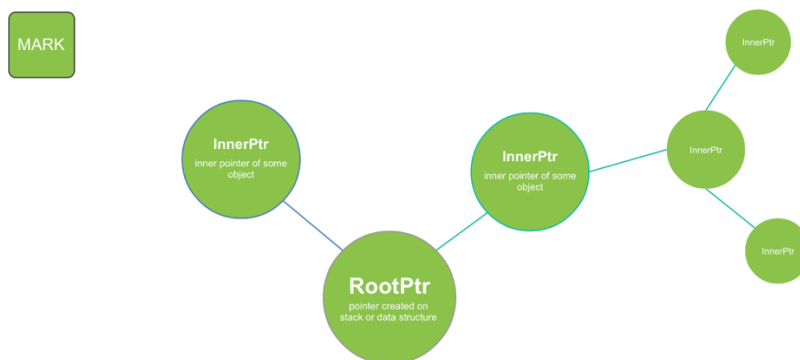 MARK
InnerPtr
InnerPtr
inner pointer of some
object
InnerPtr
inner pointer of some
object
InnerPtr
InnerPtr
RootPtr
pointer created on
stack or data structure